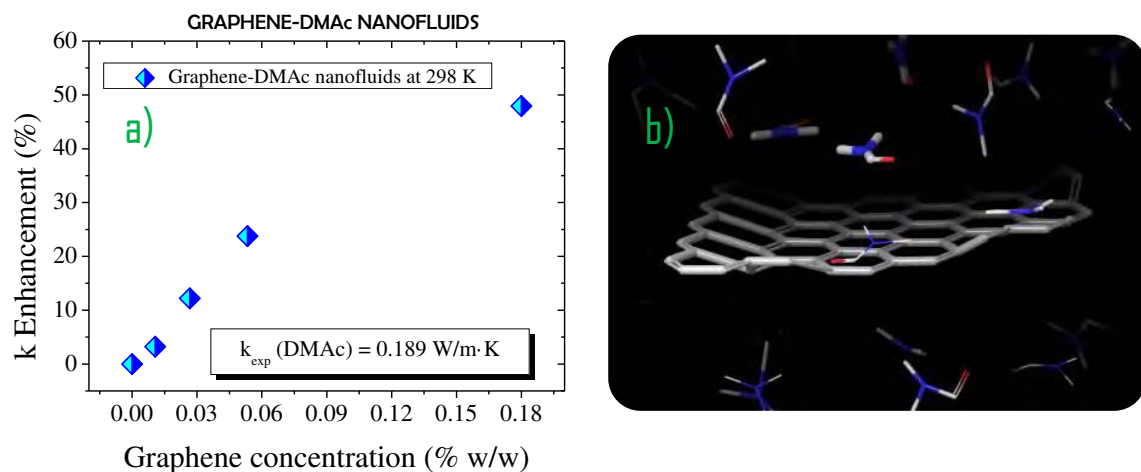 GRAPHENE-DMAc NANOFLUIDS
60
50
40
30
20
10
0
k Enhancement (%)
Graphene-DMAc nanofluids at 298 K
a)
k_exp (DMAc) = 0.189 W/m·K
0.00 0.03 0.06 0.09 0.12 0.15 0.18
Graphene concentration (% w/w)
b)